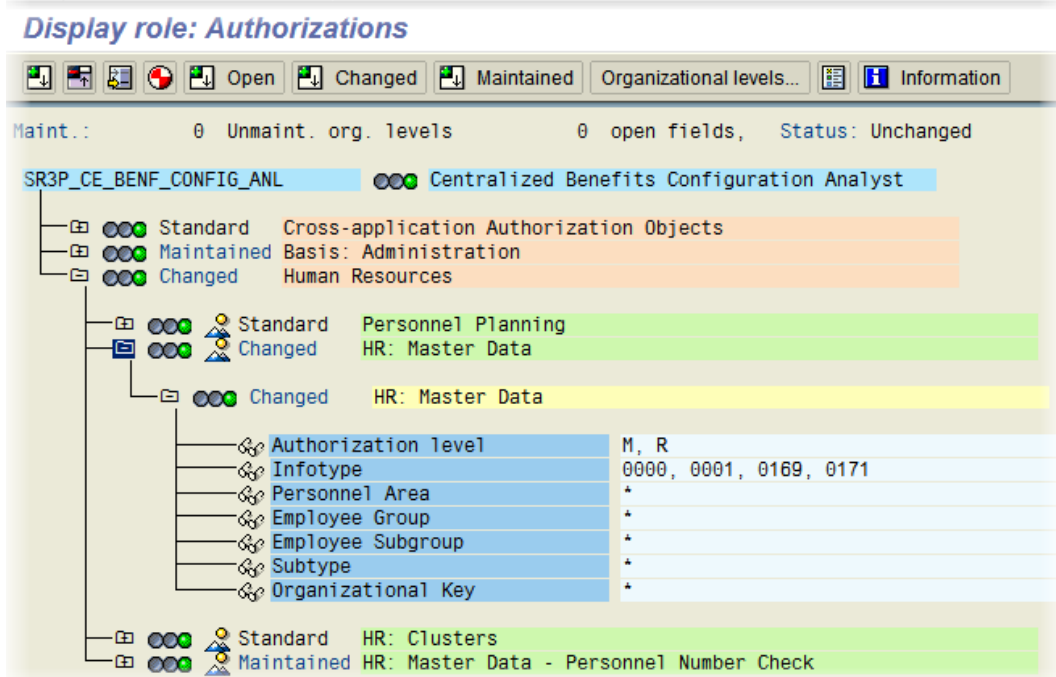 Display role: Authorizations
Open Changed Maintained Organizational levels... Information
Maint.: 0 Unmaint. org. levels 0 open fields, Status: Unchanged
SR3P_CE_BENF_CONFIG_ANL Centralized Benefits Configuration Analyst
Standard Cross-application Authorization Objects
Maintained Basis: Administration
Changed Human Resources
Standard Personnel Planning
Changed HR: Master Data
Changed HR: Master Data
Authorization level M, R
Infotype 0000, 0001, 0169, 0171
Personnel Area *
Employee Group *
Employee Subgroup *
Subtype *
Organizational Key *
Standard HR: Clusters
Maintained HR: Master Data - Personnel Number Check